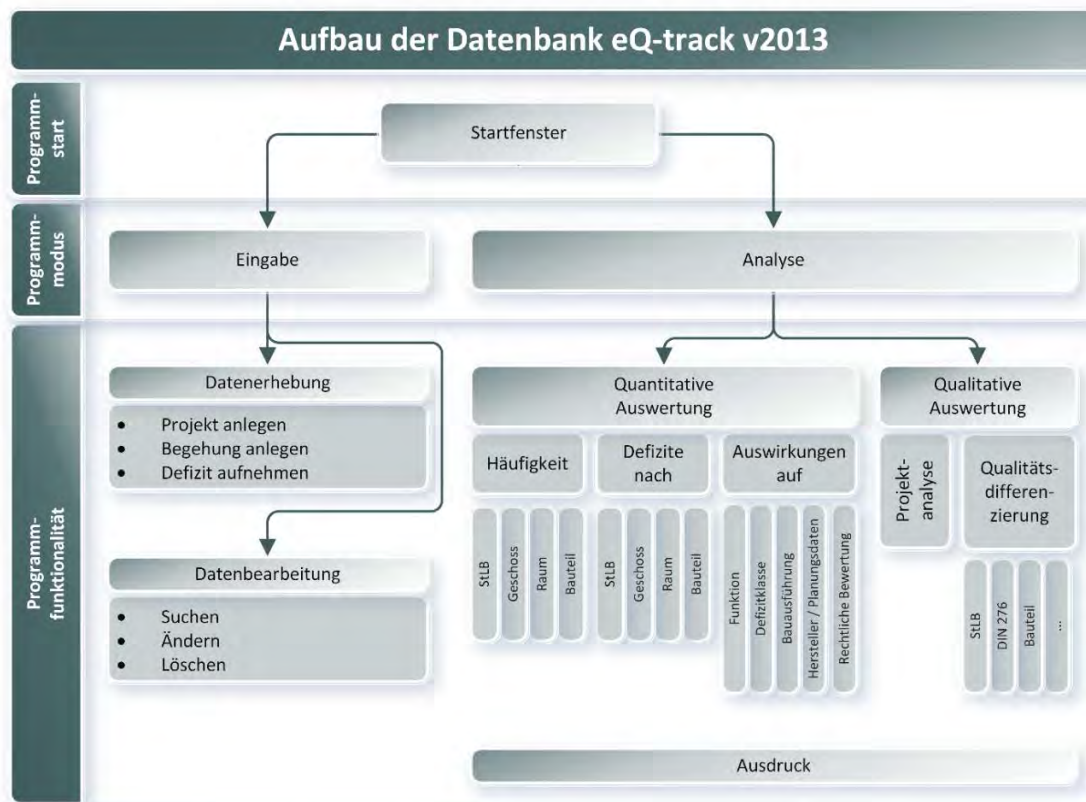 Aufbau der Datenbank eQ-track v2013
Programm-
start
Startfenster
Programm-
modus
Eingabe
Analyse
Programm-
funktionalität
Datenerhebung
• Projekt anlegen
• Begehung anlegen
• Defizit aufnehmen
Datenbearbeitung
• Suchen
• Ändern
• Löschen
Quantitative
Auswertung
Häufigkeit
StLB
Geschoss
Raum
Bauteil
Defizite
nach
StLB
Geschoss
Raum
Bauteil
Auswirkungen
auf
Funktion
Defizitklasse
Bauausführung
Hersteller / Planungsdaten
Rechtliche Bewertung
Qualitative
Auswertung
Projekt-
analyse
Qualitäts-
differen-
zierung
StLB
DIN 276
Bauteil
...
Ausdruck